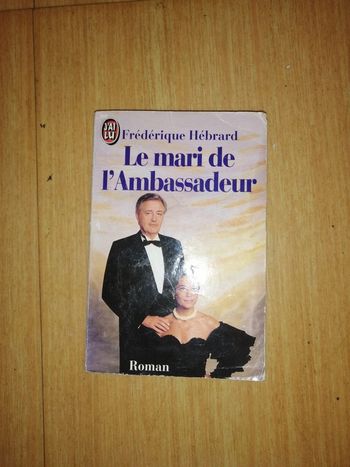 J'AI
LU
Frédérique Hébrard
Le mari de
l'Ambassadeur
Roman